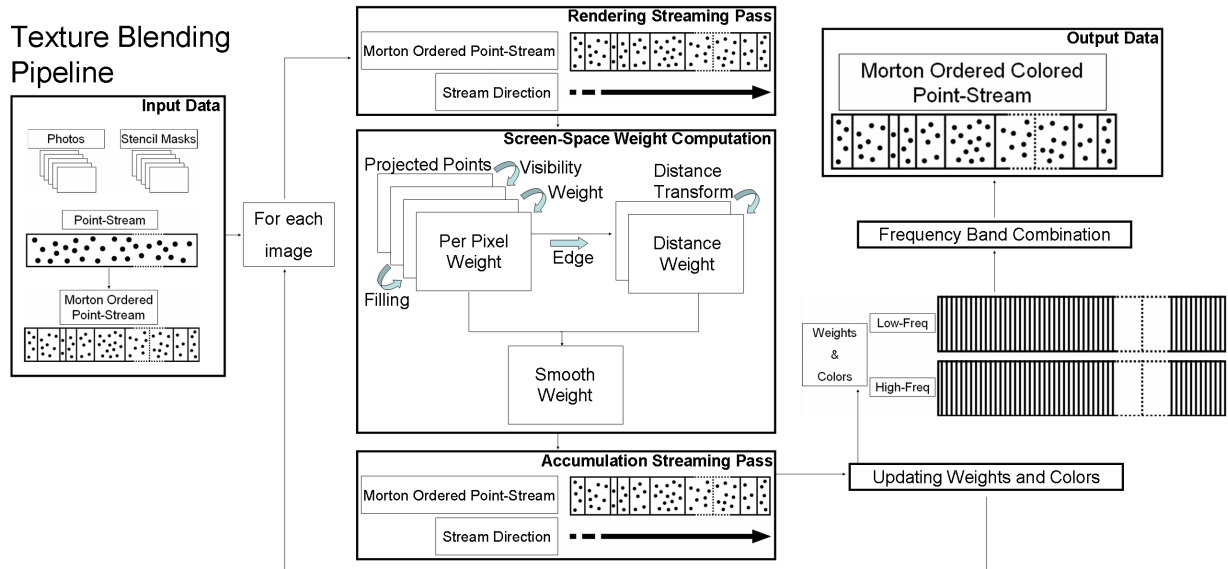 Texture Blending
Pipeline
Input Data
Photos
Stencil Masks
Point-Stream
Morton Ordered
Point-Stream
For each
image
Rendering Streaming Pass
Morton Ordered Point-Stream
Stream Direction
Screen-Space Weight Computation
Projected Points
Visibility
Weight
Per Pixel
Weight
Filling
Edge
Distance
Transform
Distance
Weight
Smooth
Weight
Accumulation Streaming Pass
Morton Ordered Point-Stream
Stream Direction
Updating Weights and Colors
Weights
&
Colors
Low-Freq
High-Freq
Frequency Band Combination
Output Data
Morton Ordered Colored
Point-Stream